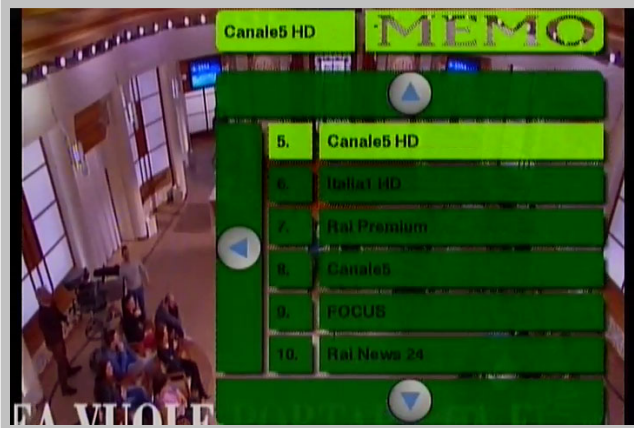 Canale5 HD MEMO
5. Canale5 HD
6. Italia1 HD
7. Rai Premium
8. Canale5
9. FOCUS
10. Rai News 24
VUOLE